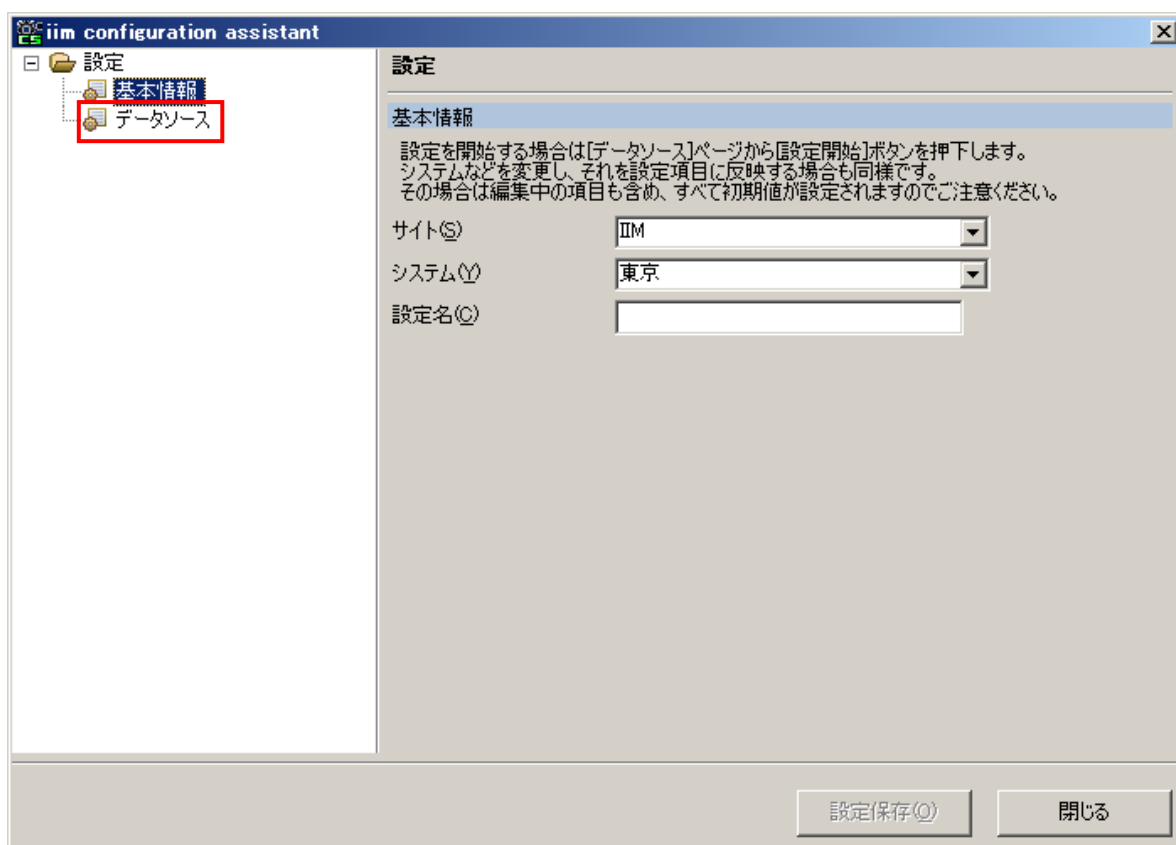 iim configuration assistant
設定
基本情報
データソース
設定
基本情報
設定を開始する場合は[データソース]ページから[設定開始]ボタンを押下します。
システムなどを変更し、それを設定項目に反映する場合も同様です。
その場合は編集中の項目も含め、すべて初期値が設定されますのでご注意ください。
サイト(S) IIM
システム(Y) 東京
設定名(C)
設定保存(O) 閉じる